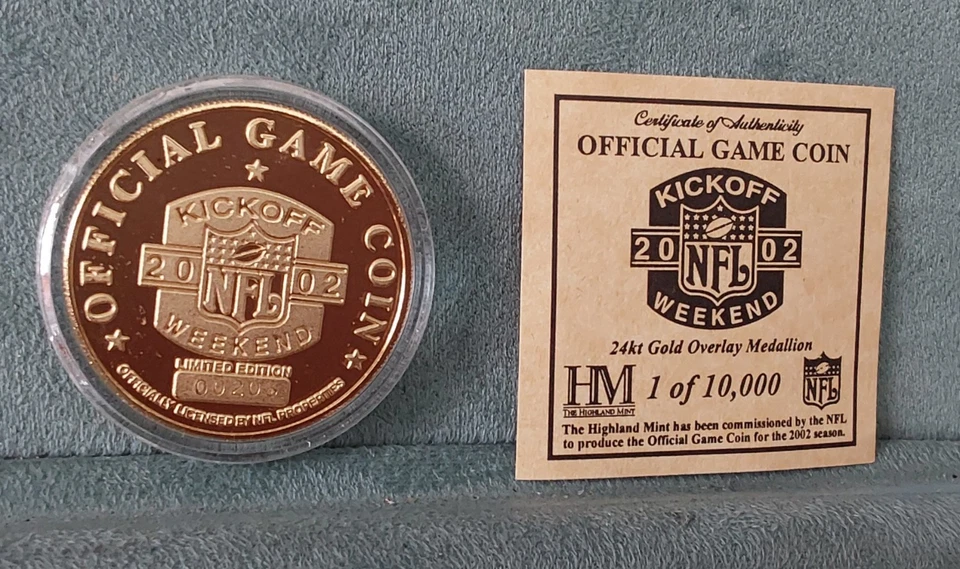 OFFICIAL GAME COIN
KICKOFF
20 NFL 02
WEEKEND
LIMITED EDITION
OFFICIALLY LICENSED BY NFL PROPERTIES
Certificate of Authenticity
OFFICIAL GAME COIN
KICKOFF
20 NFL 02
WEEKEND
24kt Gold Overlay Medallion
HM 1 of 10,000 NFL
THE HIGHLAND MINT
The Highland Mint has been commissioned by the NFL
to produce the Official Game Coin for the 2002 season.